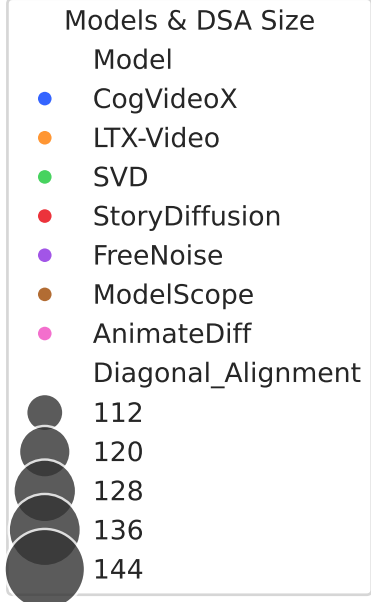 Models & DSA Size
Model
CogVideoX
LTX-Video
SVD
StoryDiffusion
FreeNoise
ModelScope
AnimateDiff
Diagonal_Alignment
112
120
128
136
144